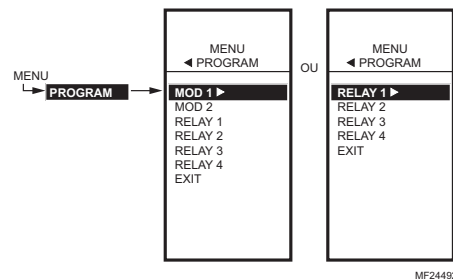 MENU
PROGRAM
MENU
◄ PROGRAM
MOD 1 ►
MOD 2
RELAY 1
RELAY 2
RELAY 3
RELAY 4
EXIT
OU
MENU
◄ PROGRAM
RELAY 1 ►
RELAY 2
RELAY 3
RELAY 4
EXIT